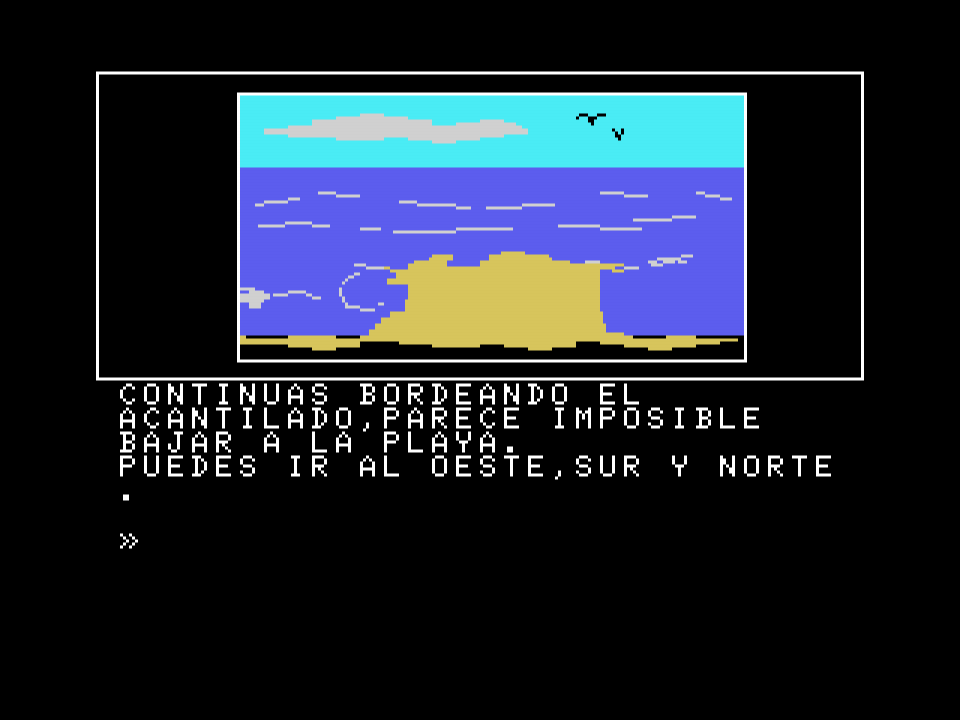 CONTINUAS BORDEANDO EL
ACANTILADO,PARECE IMPOSIBLE
BAJAR A LA PLAYA.
PUEDES IR AL OESTE,SUR Y NORTE
.
»